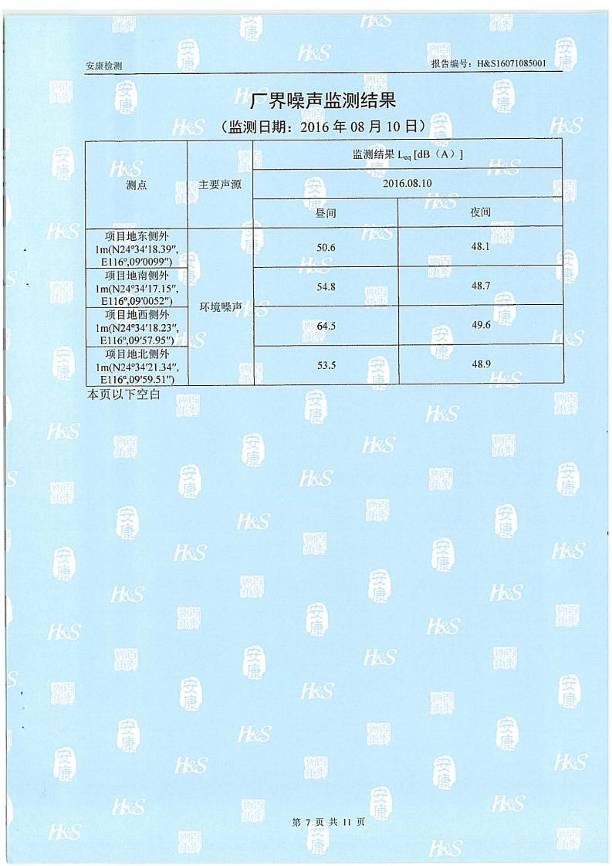 安康检测 报告编号：H&S16071085001
厂界噪声监测结果
（监测日期：2016 年 08 月 10 日）
测点 主要声源 监测结果 Leq [dB（A）]
2016.08.10
昼间 夜间
项目地东侧外
1m(N24°34′18.39″,
E116°,09′0099″)
50.6 48.1
项目地南侧外
1m(N24°34′17.15″,
E116°,09′0052″)
54.8 48.7
环境噪声
项目地西侧外
1m(N24°34′18.23″,
E116°,09′57.95″)
64.5 49.6
项目地北侧外
1m(N24°34′21.34″,
E116°,09′59.51″)
53.5 48.9
本页以下空白
第 7 页 共 11 页